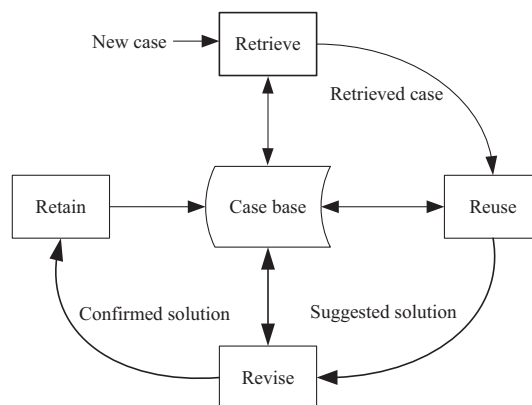 New case
Retrieve
Retrieved case
Retain
Case base
Reuse
Confirmed solution
Suggested solution
Revise